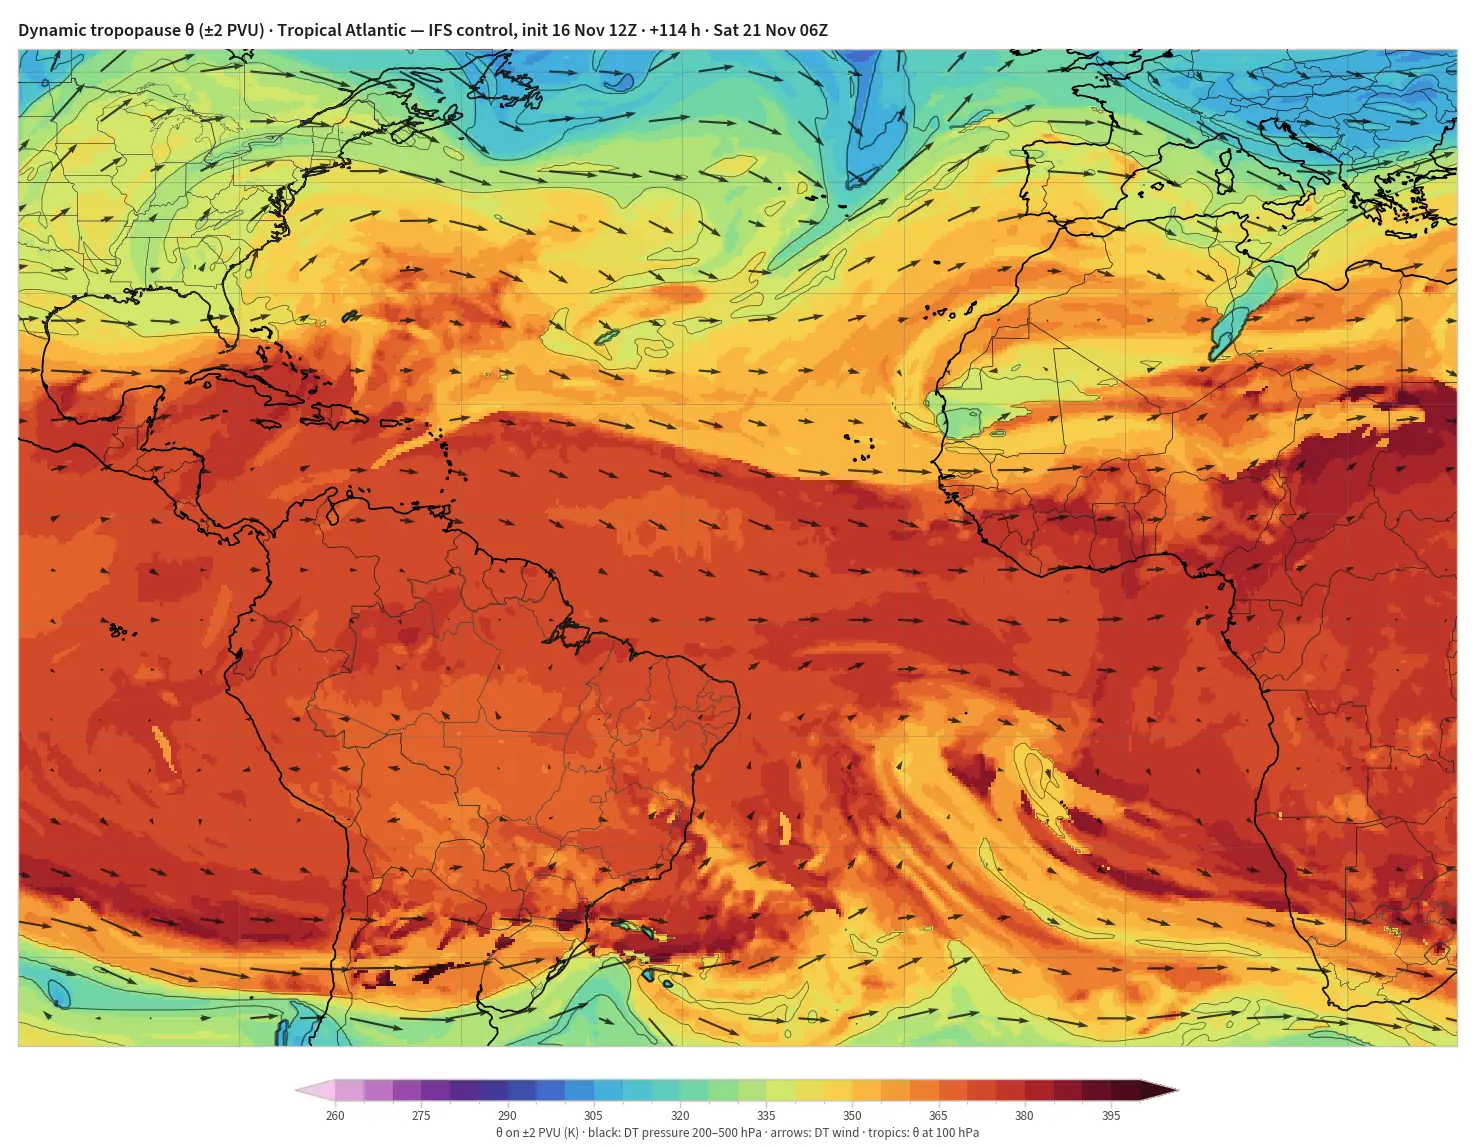 Dynamic tropopause θ (±2 PVU) · Tropical Atlantic — IFS control, init 16 Nov 12Z · +114 h · Sat 21 Nov 06Z
260 275 290 305 320 335 350 365 380 395
θ on ±2 PVU (K) · black: DT pressure 200–500 hPa · arrows: DT wind · tropics: θ at 100 hPa